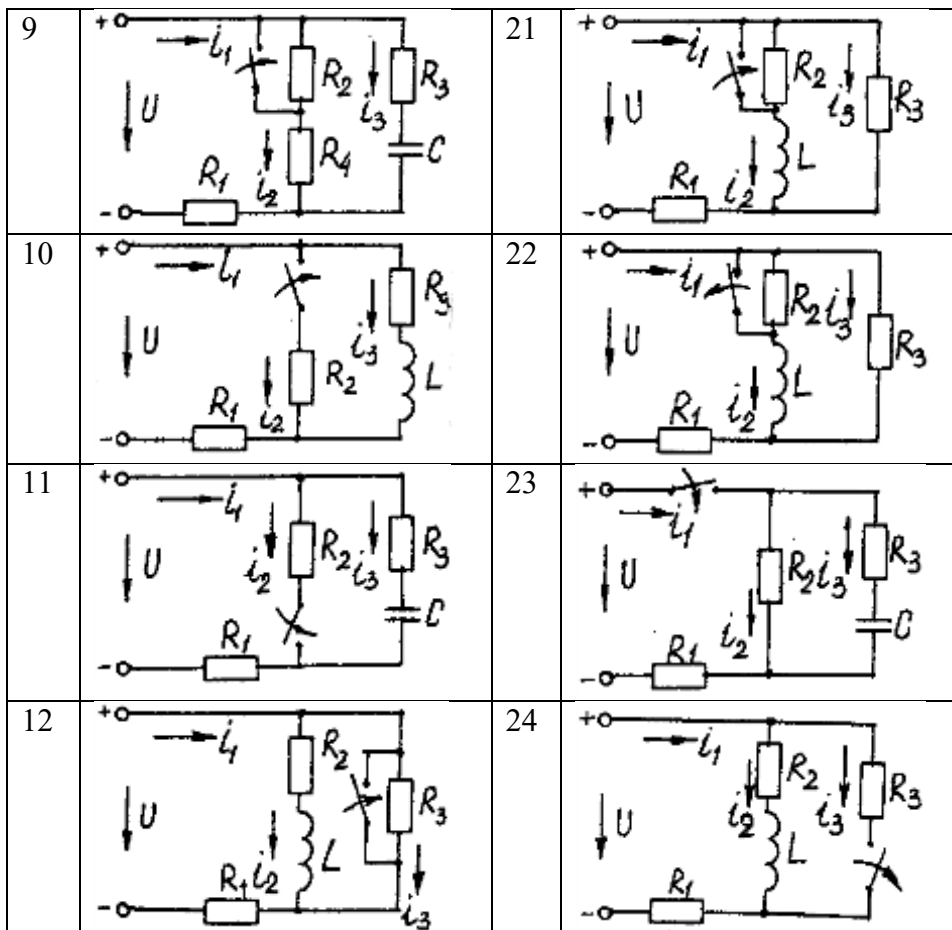 9
+ i1 R2 i3 R3
U R4 C
i2
- R1
21
+ i1 R2 i3 R3
U L
i2
- R1
10
+ i1 R3
i3
U R2 L
i2
- R1
22
+ i1 R2 i3 R3
U L
i2
- R1
11
+ i1
i2 R2 i3 R3
U C
- R1
23
+ i1
R2 i3 R3
U C
i2
- R1
12
+ i1
R2 R3
U L
i2
- R1 i3
24
+ i1
R2 R3
i2 i3
U L
- R1